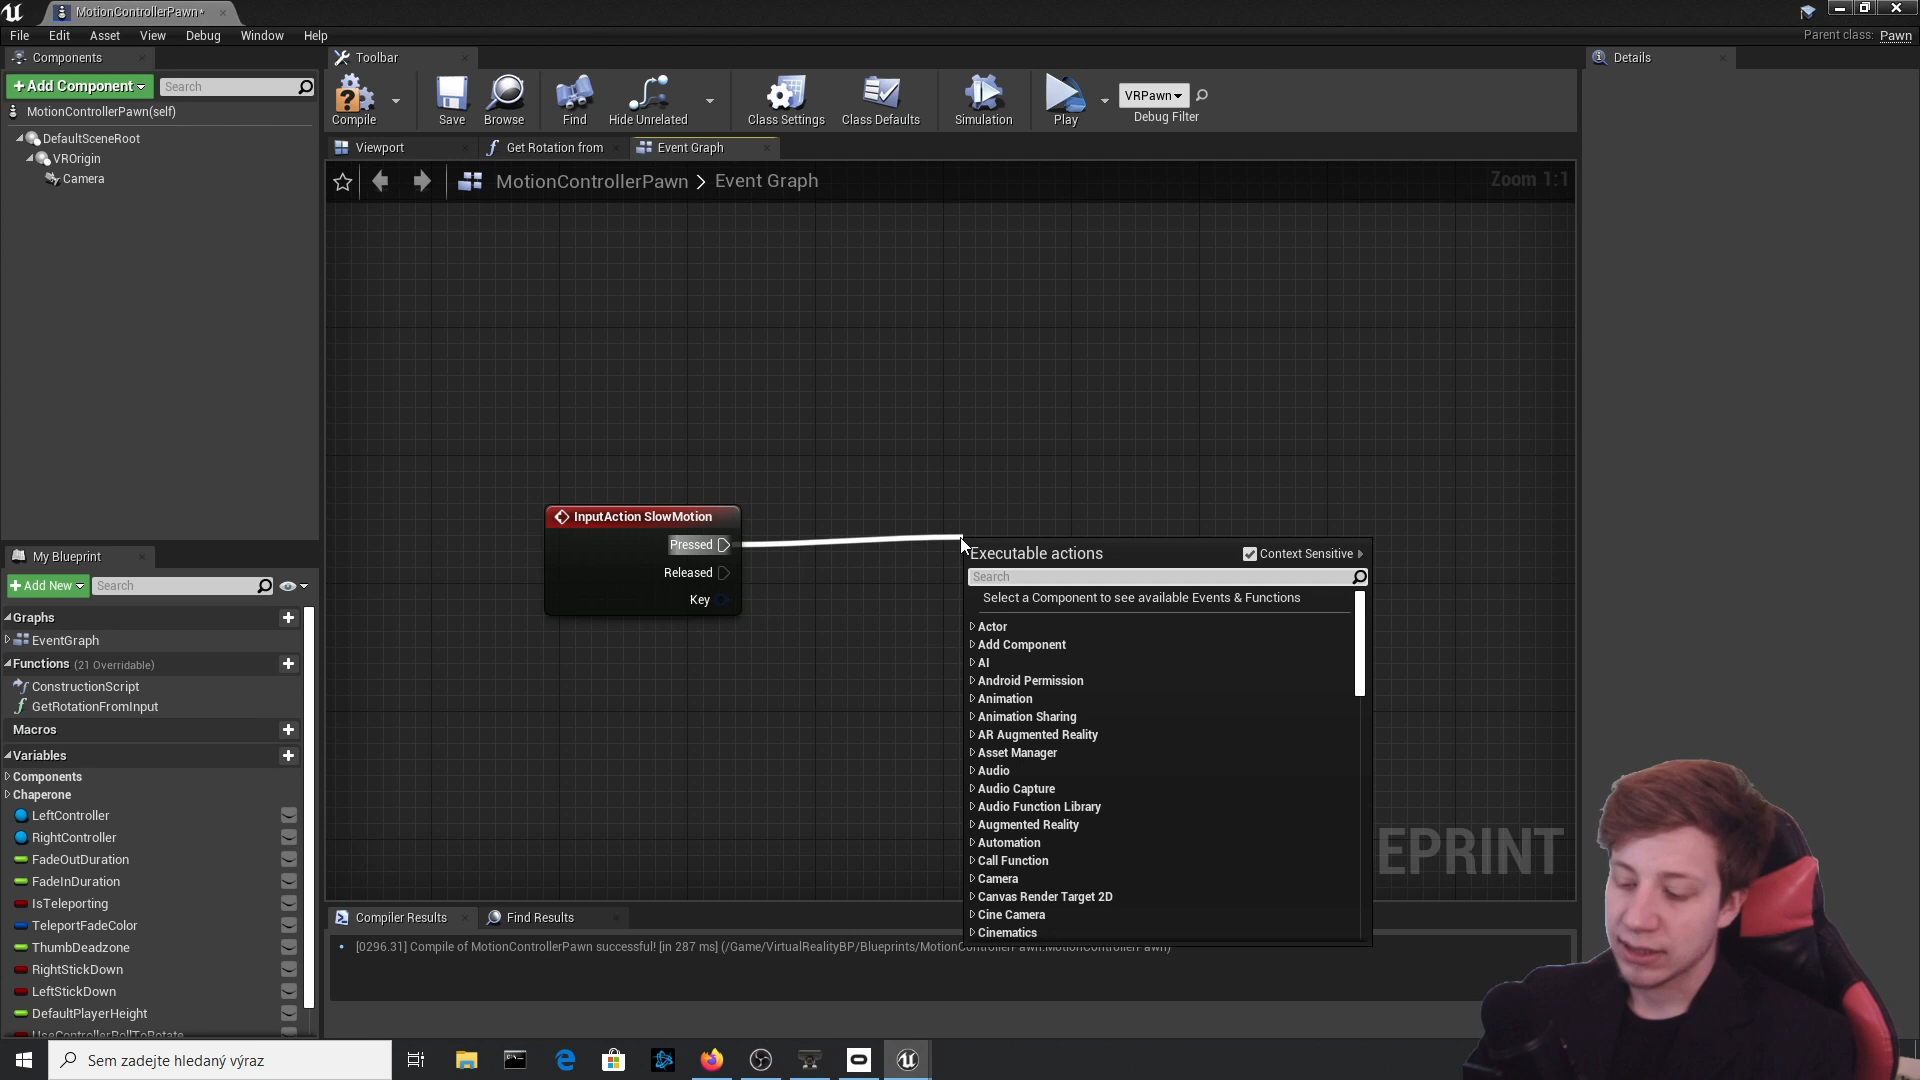 MotionControllerPawn*
File Edit Asset View Debug Window Help
Parent class: Pawn
Components
Toolbar
Details
+Add Component
Search
MotionControllerPawn(self)
DefaultSceneRoot
VROrigin
Camera
Compile
Save
Browse
Find
Hide Unrelated
Class Settings
Class Defaults
Simulation
Play
VRPawn
Debug Filter
Viewport
Get Rotation from
Event Graph
MotionControllerPawn > Event Graph
Zoom 1:1
InputAction SlowMotion
Pressed
Released
Key
Executable actions
Context Sensitive
Search
Select a Component to see available Events & Functions
Actor
Add Component
AI
Android Permission
Animation
Animation Sharing
AR Augmented Reality
Asset Manager
Audio
Audio Capture
Audio Function Library
Augmented Reality
Automation
Call Function
Camera
Canvas Render Target 2D
Cine Camera
Cinematics
EPRINT
My Blueprint
+Add New
Search
Graphs
EventGraph
Functions (21 Overridable)
ConstructionScript
GetRotationFromInput
Macros
Variables
Components
Chaperone
LeftController
RightController
FadeOutDuration
FadeInDuration
IsTeleporting
TeleportFadeColor
ThumbDeadzone
RightStickDown
LeftStickDown
DefaultPlayerHeight
UseControllerRollToRotate
Compiler Results
Find Results
[0296.31] Compile of MotionControllerPawn successful! [in 287 ms] (/Game/VirtualRealityBP/Blueprints/MotionControllerPawn.MotionControllerPawn)
Sem zadejte hledaný výraz